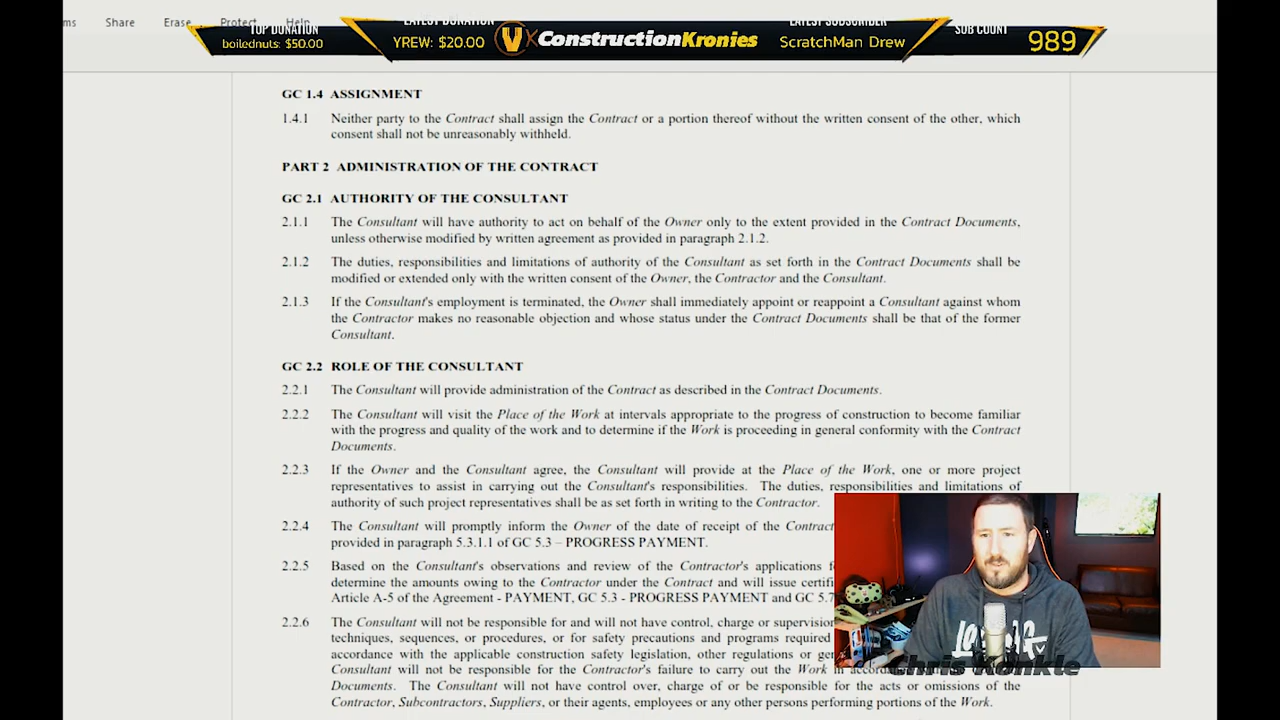 ms Share Erase Protect Help
TOP DONATION
boilednuts: $50.00
LATEST DONATION
YREW: $20.00
ConstructionKronies
LATEST SUBSCRIBER
ScratchMan Drew
SUB COUNT
989
GC 1.4 ASSIGNMENT
1.4.1 Neither party to the Contract shall assign the Contract or a portion thereof without the written consent of the other, which
consent shall not be unreasonably withheld.
PART 2 ADMINISTRATION OF THE CONTRACT
GC 2.1 AUTHORITY OF THE CONSULTANT
2.1.1 The Consultant will have authority to act on behalf of the Owner only to the extent provided in the Contract Documents,
unless otherwise modified by written agreement as provided in paragraph 2.1.2.
2.1.2 The duties, responsibilities and limitations of authority of the Consultant as set forth in the Contract Documents shall be
modified or extended only with the written consent of the Owner, the Contractor and the Consultant.
2.1.3 If the Consultant's employment is terminated, the Owner shall immediately appoint or reappoint a Consultant against whom
the Contractor makes no reasonable objection and whose status under the Contract Documents shall be that of the former
Consultant.
GC 2.2 ROLE OF THE CONSULTANT
2.2.1 The Consultant will provide administration of the Contract as described in the Contract Documents.
2.2.2 The Consultant will visit the Place of the Work at intervals appropriate to the progress of construction to become familiar
with the progress and quality of the work and to determine if the Work is proceeding in general conformity with the Contract
Documents.
2.2.3 If the Owner and the Consultant agree, the Consultant will provide at the Place of the Work, one or more project
representatives to assist in carrying out the Consultant's responsibilities. The duties, responsibilities and limitations of
authority of such project representatives shall be as set forth in writing to the Contractor.
2.2.4 The Consultant will promptly inform the Owner of the date of receipt of the Contract
provided in paragraph 5.3.1.1 of GC 5.3 – PROGRESS PAYMENT.
2.2.5 Based on the Consultant's observations and review of the Contractor's applications
determine the amounts owing to the Contractor under the Contract and will issue certifi
Article A-5 of the Agreement - PAYMENT, GC 5.3 - PROGRESS PAYMENT and GC 5.7
2.2.6 The Consultant will not be responsible for and will not have control, charge or supervision
techniques, sequences, or procedures, or for safety precautions and programs required
accordance with the applicable construction safety legislation, other regulations or gen
Consultant will not be responsible for the Contractor's failure to carry out the Work in accord
Documents. The Consultant will not have control over, charge of or be responsible for the acts or omissions of the
Contractor, Subcontractors, Suppliers, or their agents, employees or any other persons performing portions of the Work.
Chris Konkle